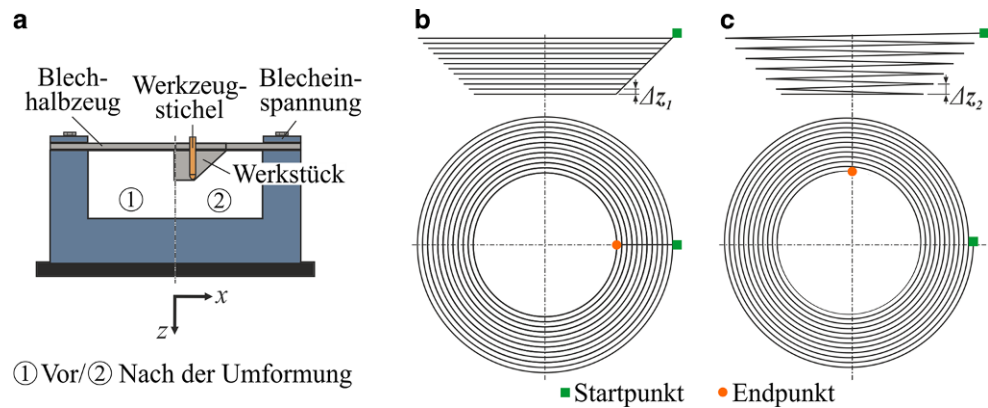 a
Blech-
halbzeug
Werkzeug-
stichel
Blechein-
spannung
Werkstück
① ②
x
z
① Vor/② Nach der Umformung
b
Δz₁
c
Δz₂
Startpunkt
Endpunkt